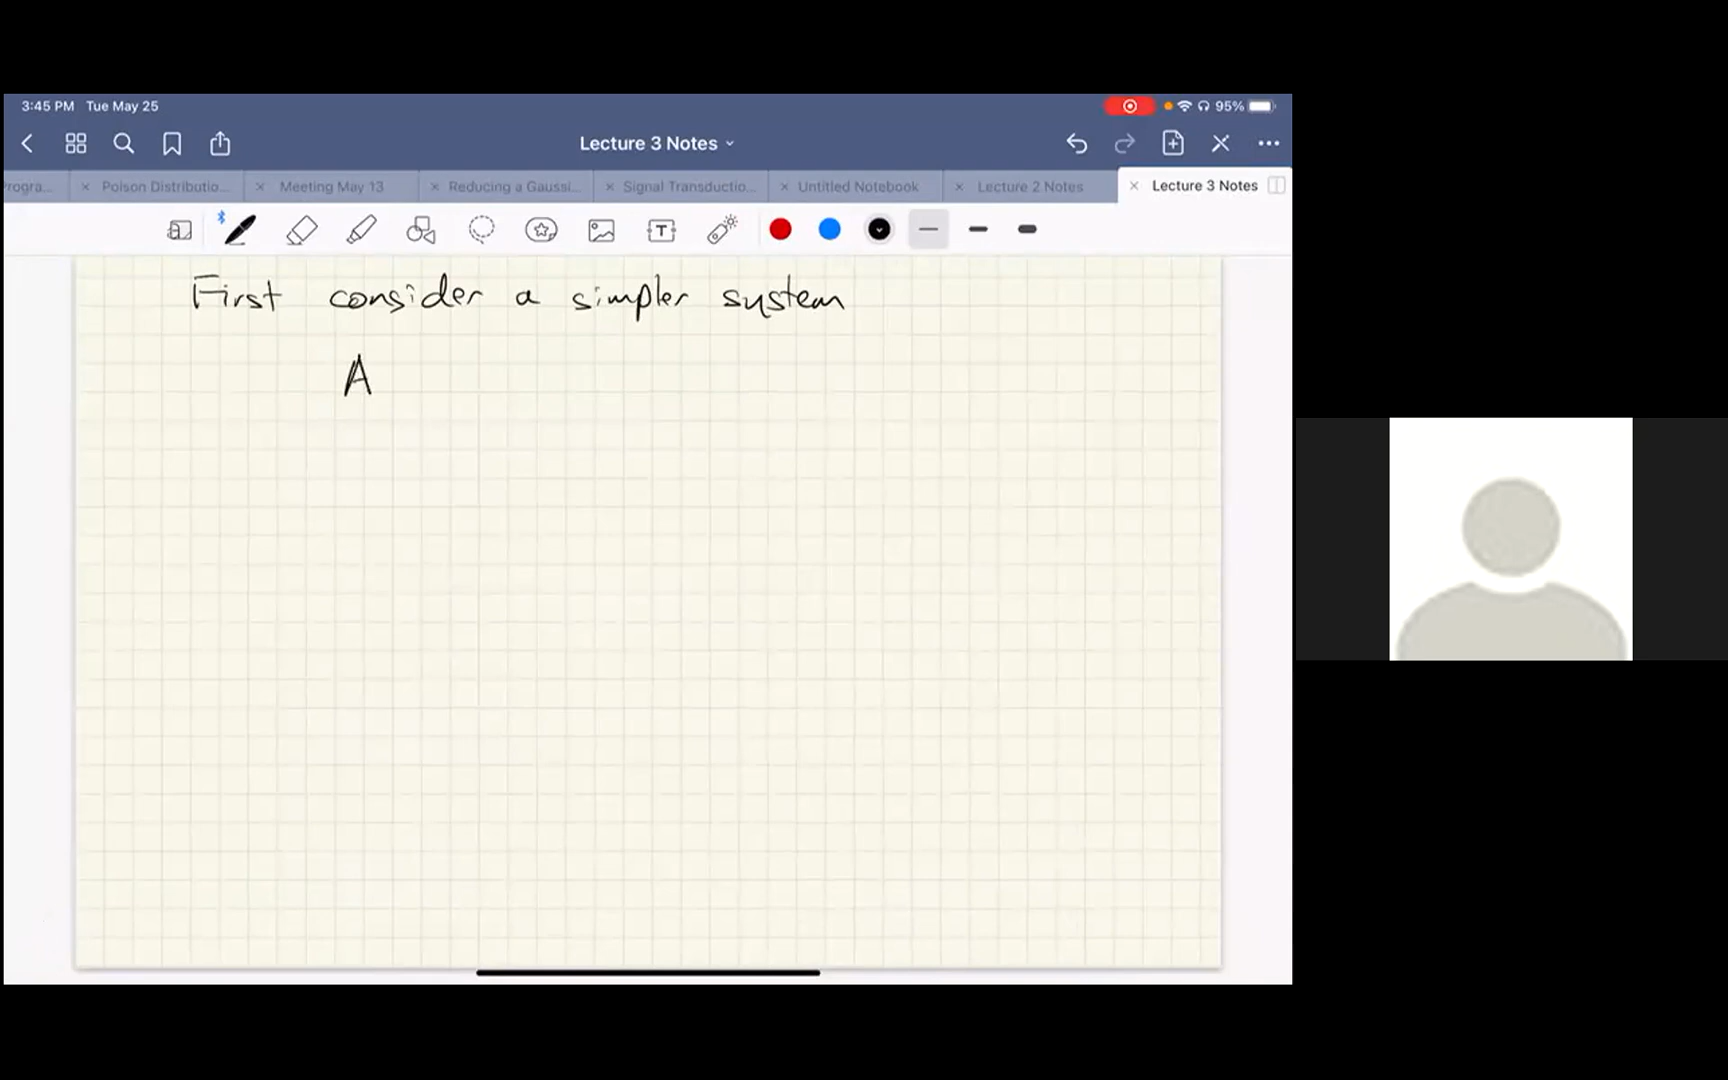 3:45 PM Tue May 25 95%
Lecture 3 Notes
rogra... Poison Distributio... Meeting May 13 Reducing a Gaussi... Signal Transductio... Untitled Notebook Lecture 2 Notes Lecture 3 Notes
T
First consider a simpler system
A